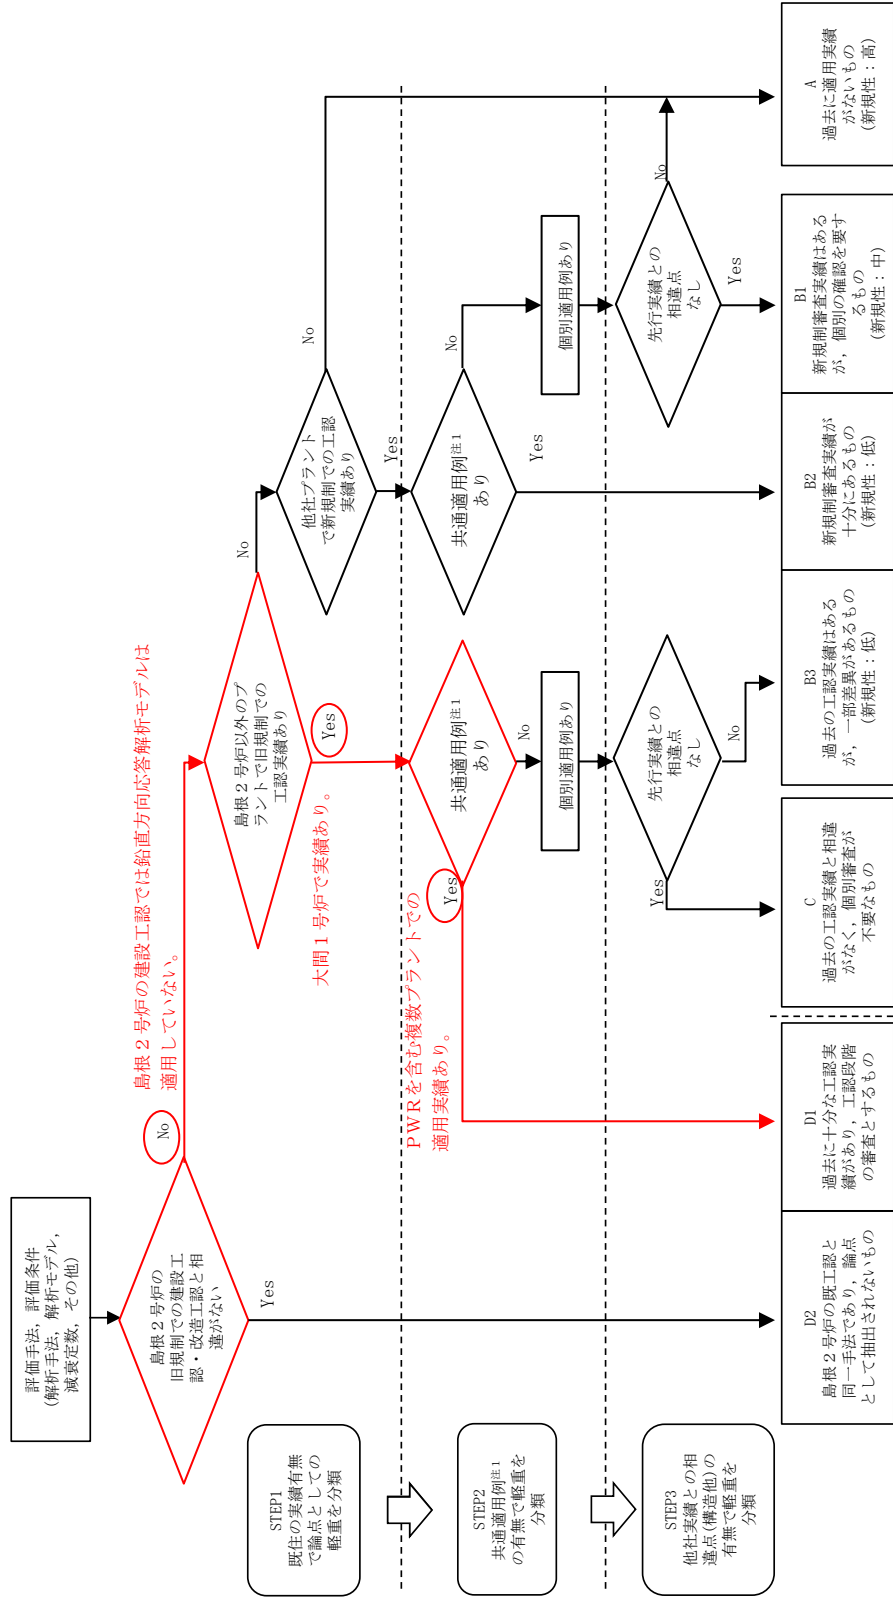 評価手法，評価条件
(解析手法，解析モデル，
減衰定数，その他)
STEP1
既往の実績有無
で論点としての
軽重を分類
島根２号炉の
旧規制での建設工
認・改造工認と相
違がない
No
島根２号炉の建設工認では鉛直方向応答解析モデルは
適用していない。
Yes
島根２号炉以外のプ
ラントで旧規制での
工認実績あり
No
Yes
大間１号炉で実績あり。
他社プラント
で新規制での工認
実績あり
No
Yes
STEP2
共通適用例注1
の有無で軽重を
分類
PWRを含む複数プラントでの
適用実績あり。
Yes
共通適用例注1
あり
No
個別適用例あり
共通適用例注1
あり
Yes
No
個別適用例あり
STEP3
他社実績との相
違点(構造他)の
有無で軽重を
分類
Yes
先行実績との
相違点
なし
No
先行実績との
相違点
なし
No
Yes
D2
島根２号炉の既工認と
同一手法であり，論点
として抽出されないもの
D1
過去に十分な工認実
績があり，工認段階
の審査とするもの
C
過去の工認実績と相違
がなく，個別審査が
不要なもの
B3
過去の工認実績はある
が，一部差異があるもの
(新規性：低)
B2
新規制審査実績が
十分にあるもの
(新規性：低)
B1
新規制審査実績はある
が，個別の確認を要す
るもの
(新規性：中)
A
過去に適用実績
がないもの
(新規性：高)